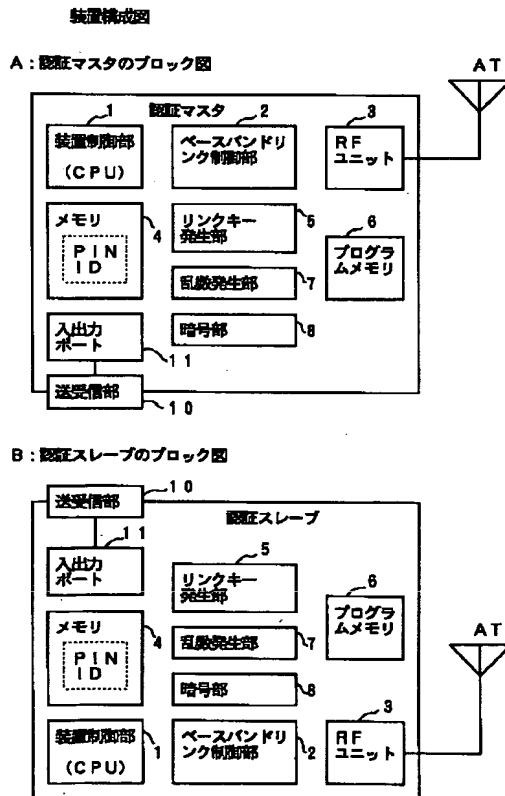 装置構成図
A：認証マスタのブロック図
AT
認証マスタ
1
2
3
装置制御部
(CPU)
ベースバンドリ
ンク制御部
RF
ユニット
メモリ
PIN
ID
4
リンクキー
発生部
5
6
プログラ
ムメモリ
乱数発生部
7
入出力
ポート
11
暗号部
8
送受信部
10
B：認証スレーブのブロック図
送受信部
10
認証スレーブ
11
入出力
ポート
5
リンクキー
発生部
6
プログラ
ムメモリ
メモリ
PIN
ID
4
乱数発生部
7
AT
暗号部
8
装置制御部
(CPU)
1
ベースバンドリ
ンク制御部
2
3
RF
ユニット